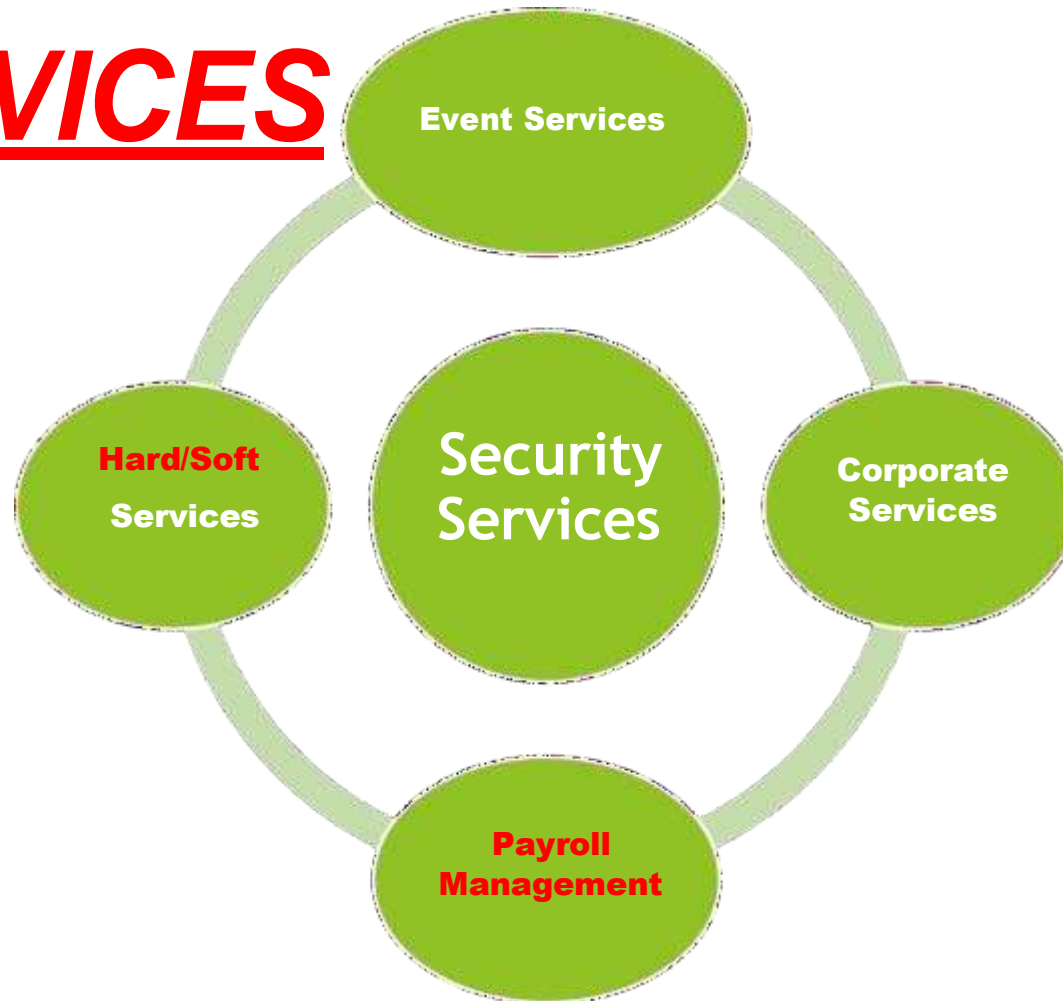 VICES
Event Services
Hard/Soft
Services
Security
Services
Corporate
Services
Payroll
Management